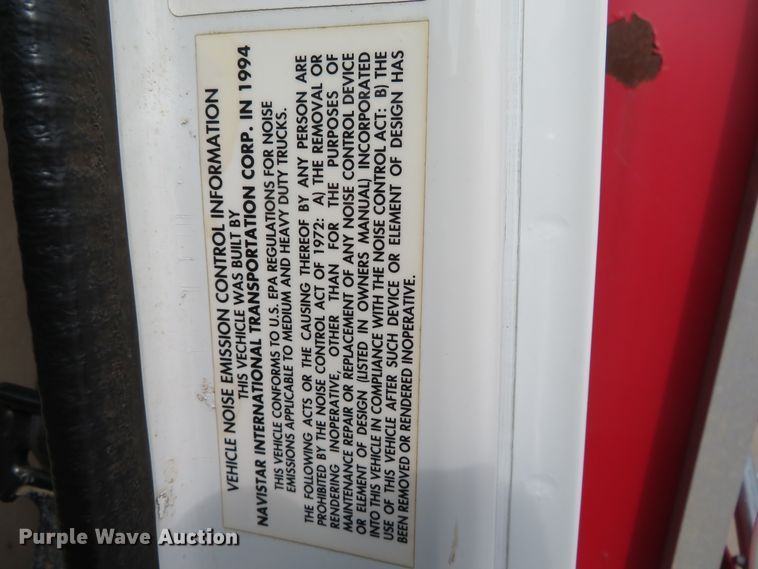 VEHICLE NOISE EMISSION CONTROL INFORMATION
THIS VECHICLE WAS BUILT BY
NAVISTAR INTERNATIONAL TRANSPORTATION CORP. IN 1994
THIS VEHICLE CONFORMS TO U.S. EPA REGULATIONS FOR NOISE
EMISSIONS APPLICABLE TO MEDIUM AND HEAVY DUTY TRUCKS.
THE FOLLOWING ACTS OR THE CAUSING THEREOF BY ANY PERSON ARE
PROHIBITED BY THE NOISE CONTROL ACT OF 1972: A) THE REMOVAL OR
RENDERING INOPERATIVE, OTHER THAN FOR THE PURPOSES OF
MAINTENANCE REPAIR OR REPLACEMENT OF ANY NOISE CONTROL DEVICE
OR ELEMENT OF DESIGN (LISTED IN OWNERS MANUAL) INCORPORATED
INTO THIS VEHICLE IN COMPLIANCE WITH THE NOISE CONTROL ACT: B) THE
USE OF THIS VEHICLE AFTER SUCH DEVICE OR ELEMENT OF DESIGN HAS
BEEN REMOVED OR RENDERED INOPERATIVE.
Purple Wave Auction